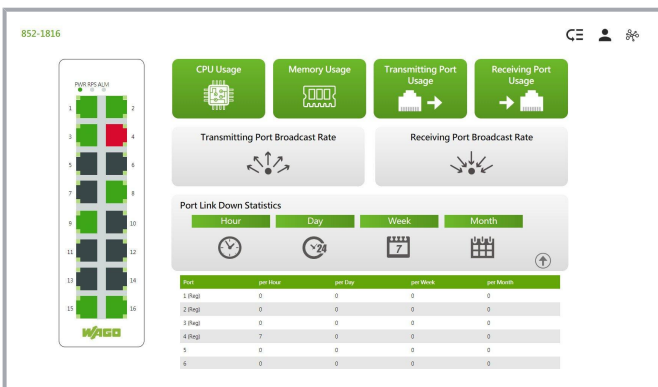 852-1816
PWR RPS ALM
1 2
3 4
5 6
7 8
9 10
11 12
13 14
15 16
WAGO
CPU Usage Memory Usage Transmitting Port Usage Receiving Port Usage
Transmitting Port Broadcast Rate Receiving Port Broadcast Rate
Port Link Down Statistics
Hour Day Week Month
24 7
Port per Hour per Day per Week per Month
1 (Reg) 0 0 0 0
2 (Reg) 0 0 0 0
3 (Reg) 0 0 0 0
4 (Reg) 7 0 0 0
5 0 0 0 0
6 0 0 0 0